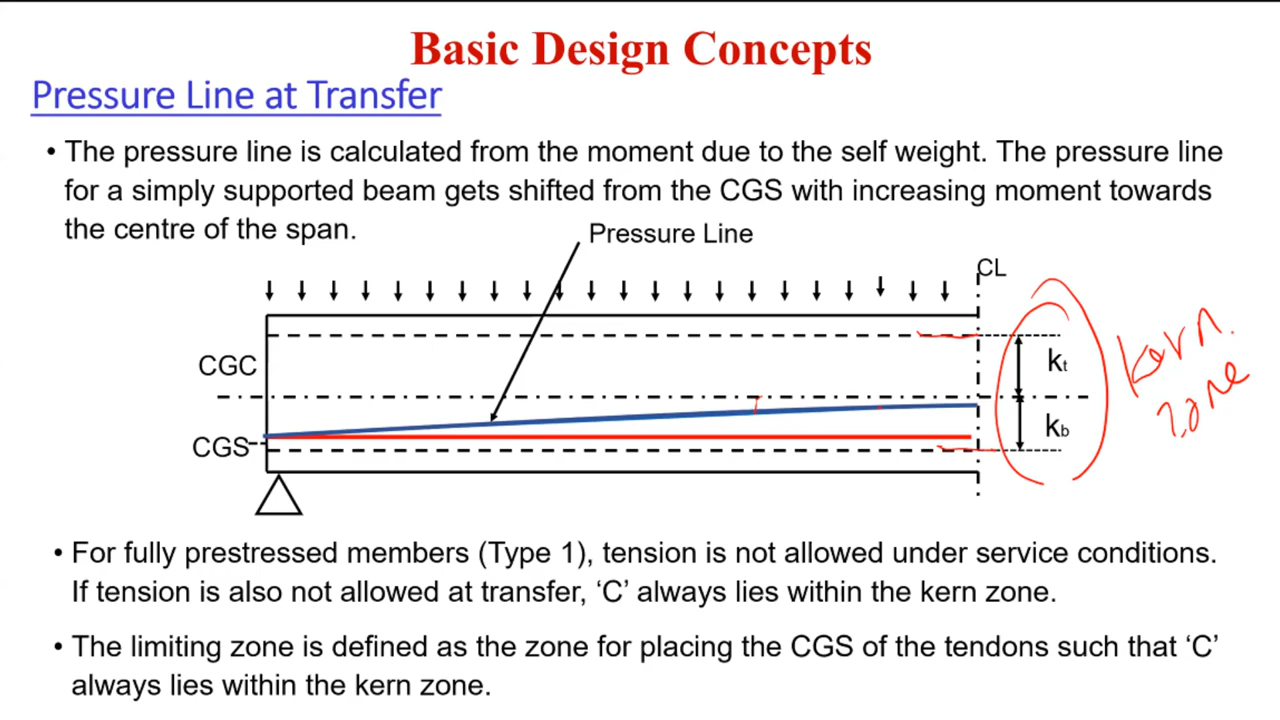 Basic Design Concepts
Pressure Line at Transfer
• The pressure line is calculated from the moment due to the self weight. The pressure line
for a simply supported beam gets shifted from the CGS with increasing moment towards
the centre of the span.
Pressure Line
CL
CGC
kt
kern
zone
CGS
kb
• For fully prestressed members (Type 1), tension is not allowed under service conditions.
If tension is also not allowed at transfer, ‘C’ always lies within the kern zone.
• The limiting zone is defined as the zone for placing the CGS of the tendons such that ‘C’
always lies within the kern zone.